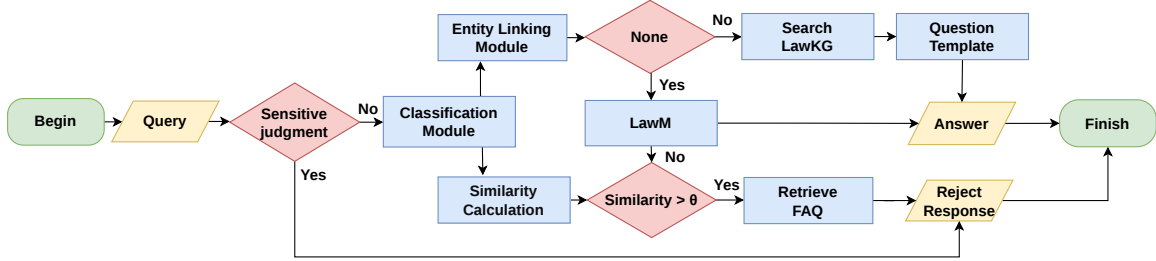 Begin
Query
Sensitive
judgment
No
Yes
Classification
Module
Entity Linking
Module
None
No
Yes
Search
LawKG
Question
Template
LawM
Answer
Finish
Similarity
Calculation
No
Similarity > θ
Yes
Retrieve
FAQ
Reject
Response